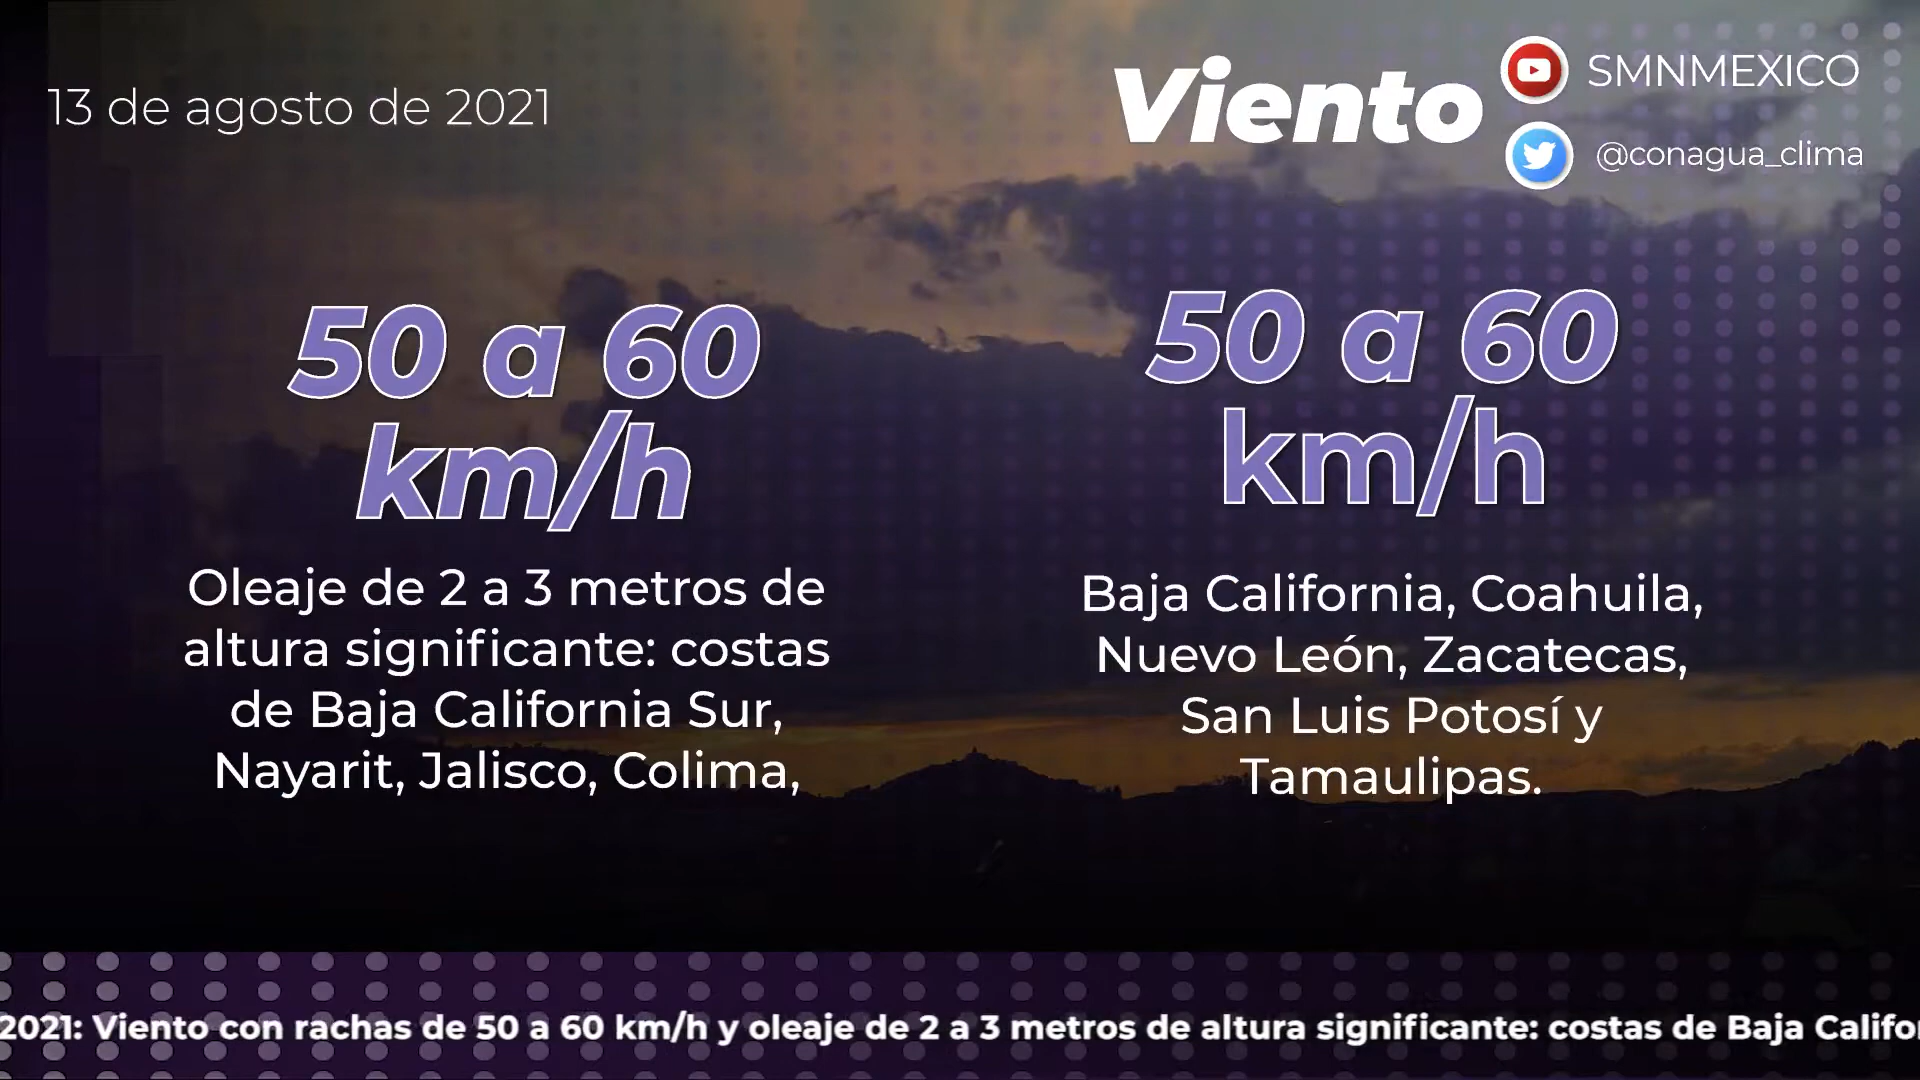 13 de agosto de 2021
Viento
SMNMEXICO
@conagua_clima
50 a 60
km/h
Oleaje de 2 a 3 metros de
altura significante: costas
de Baja California Sur,
Nayarit, Jalisco, Colima,
50 a 60
km/h
Baja California, Coahuila,
Nuevo León, Zacatecas,
San Luis Potosí y
Tamaulipas.
2021: Viento con rachas de 50 a 60 km/h y oleaje de 2 a 3 metros de altura significante: costas de Baja Califor